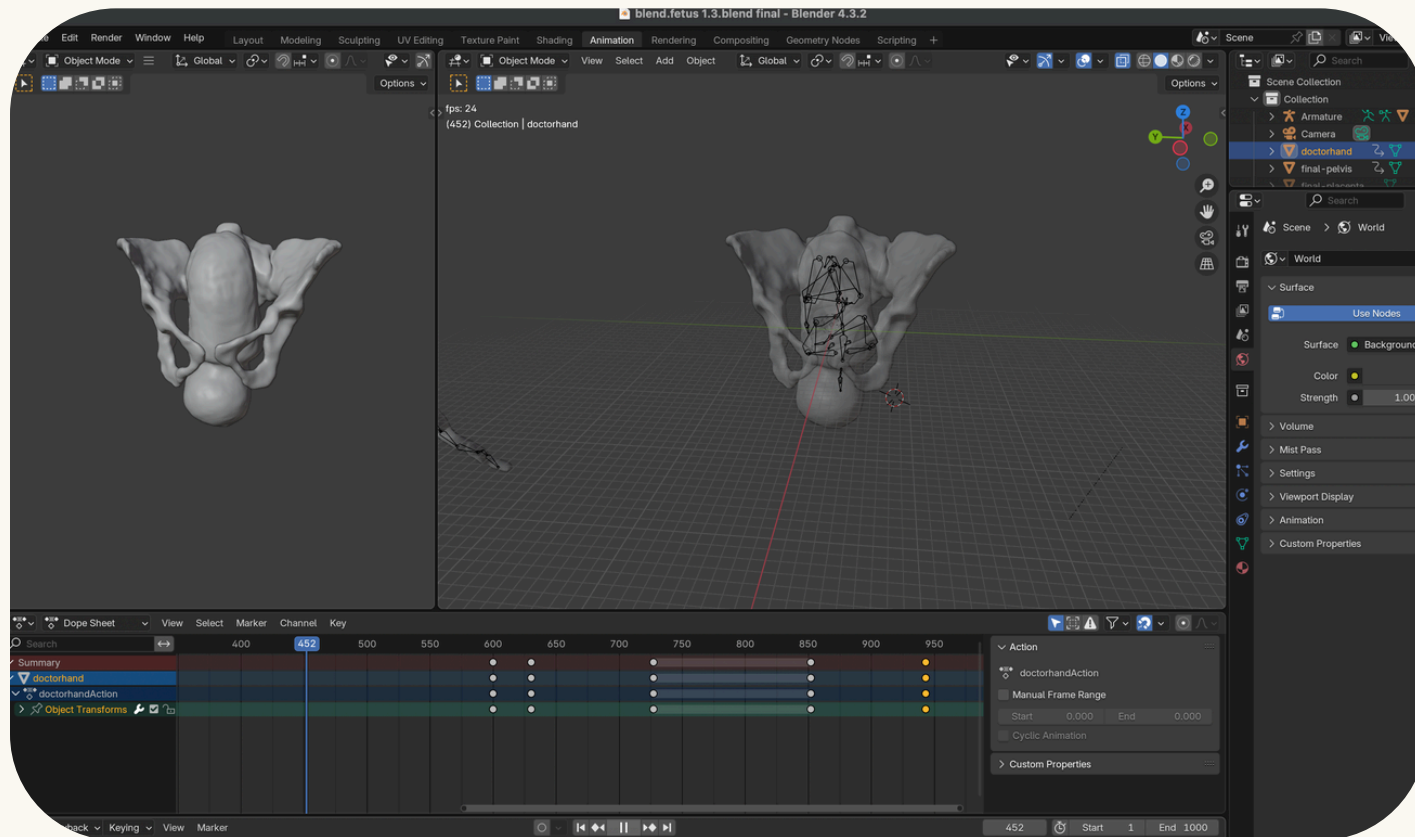 blend.fetus 1.3.blend final - Blender 4.3.2
Edit Render Window Help Layout Modeling Sculpting UV Editing Texture Paint Shading Animation Rendering Compositing Geometry Nodes Scripting + Scene
Object Mode Global Object Mode View Select Add Object Global Search
Options Options Scene Collection
Collection
fps: 24
(452) Collection | doctorhand
Armature
Camera
doctorhand
final-pelvis
final-placenta
Z
X
Y
Search
Scene > World
World
Surface
Use Nodes
Surface Background
Color
Strength 1.00
Volume
Mist Pass
Settings
Viewport Display
Animation
Custom Properties
Dope Sheet View Select Marker Channel Key
Search 400 452 500 550 600 650 700 750 800 850 900 950
Summary
doctorhand
doctorhandAction
Object Transforms
Action
doctorhandAction
Manual Frame Range
Start 0.000 End 0.000
Cyclic Animation
Custom Properties
Keying View Marker 452 Start 1 End 1000